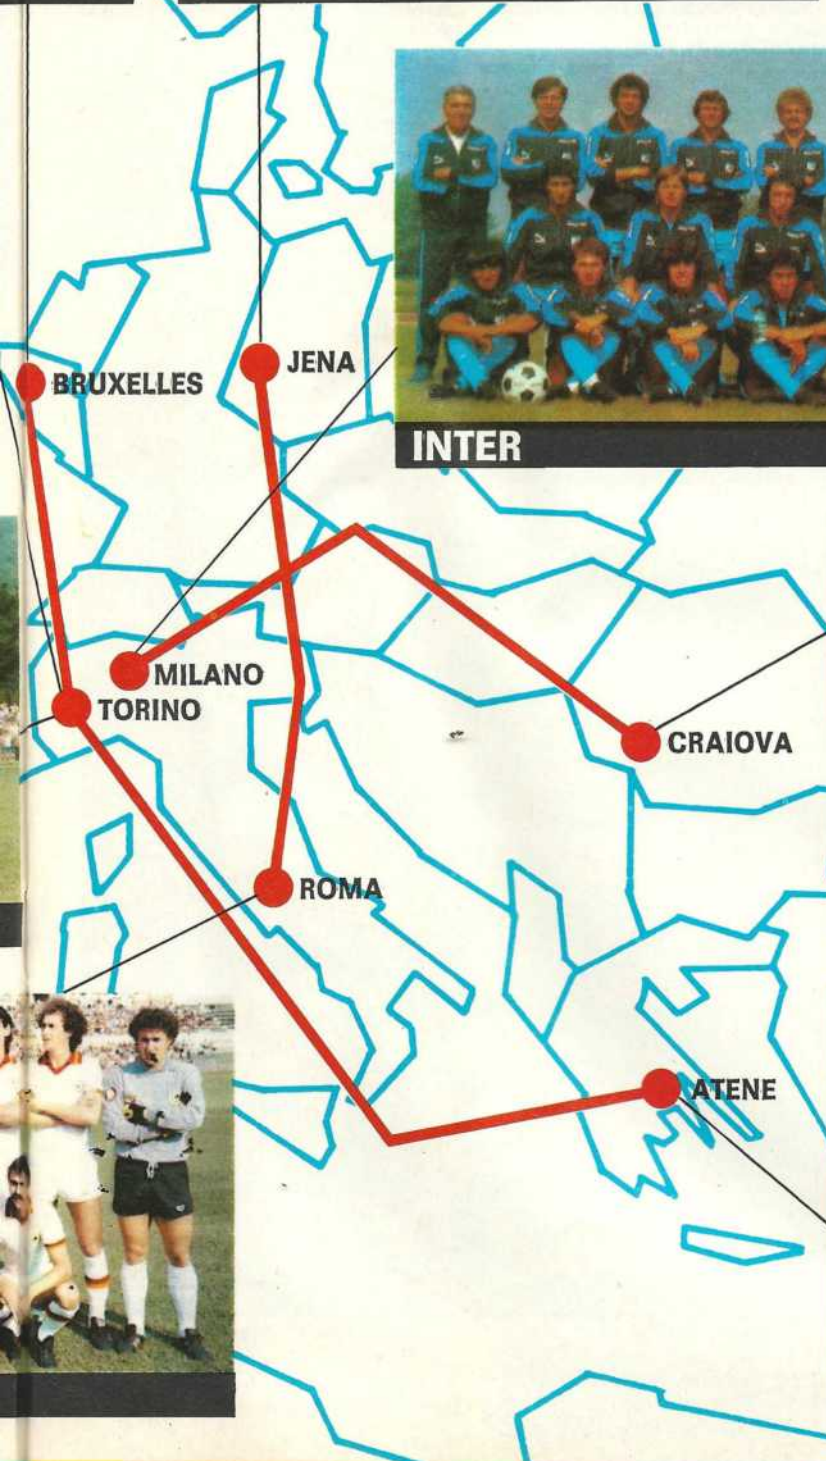 BRUXELLES
JENA
INTER
MILANO
TORINO
CRAIOVA
ROMA
ATENE